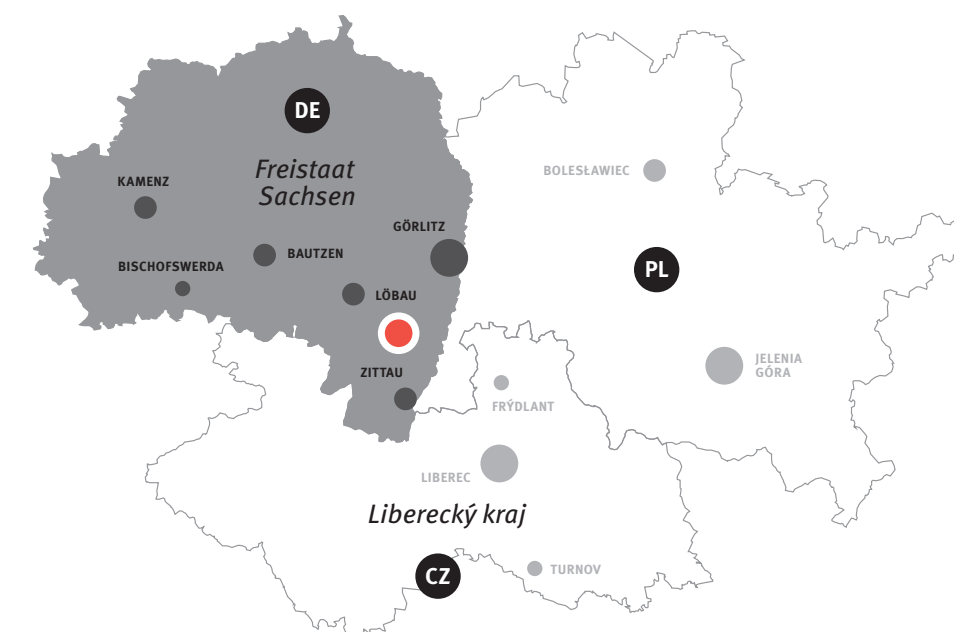 DE
Freistaat
Sachsen
KAMENZ
BOLESŁAWIEC
GÖRLITZ
BAUTZEN
BISCHOFSWERDA
PL
LÖBAU
ZITTAU
JELENIA
GÓRA
FRÝDLANT
LIBEREC
Liberecký kraj
CZ
TURNOV